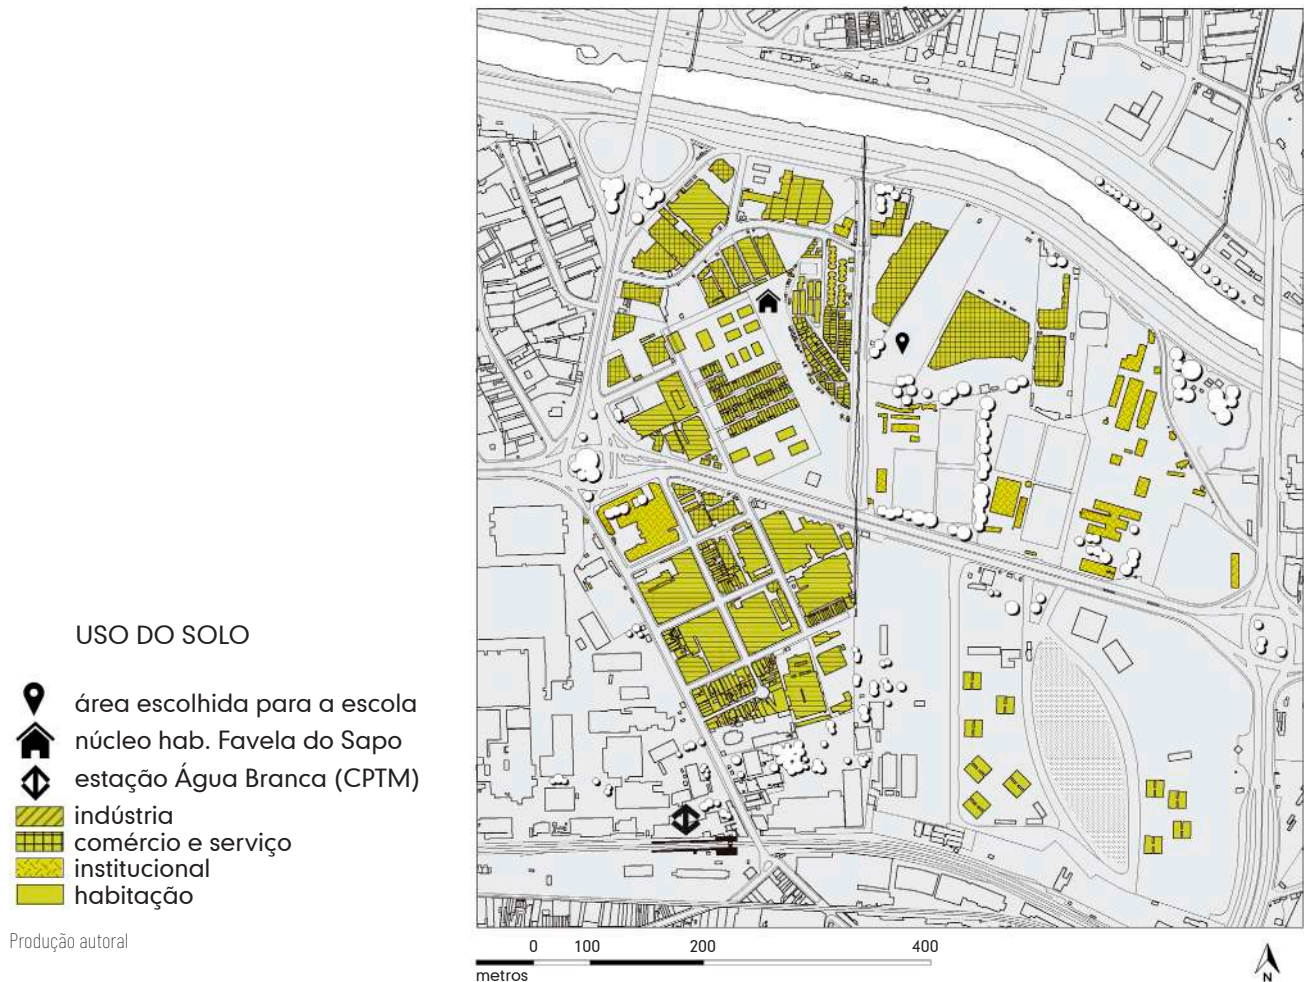 USO DO SOLO
área escolhida para a escola
núcleo hab. Favela do Sapo
estação Água Branca (CPTM)
indústria
comércio e serviço
institucional
habitação
Produção autoral
0 100 200 400
metros
N